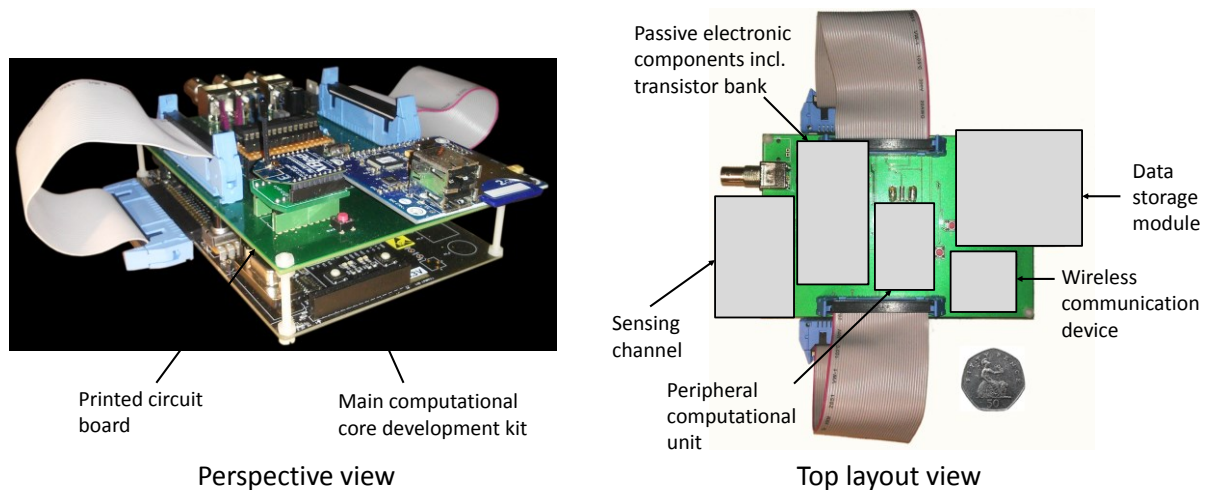 Passive electronic
components incl.
transistor bank
Data
storage
module
Wireless
communication
device
Sensing
channel
Peripheral
computational
unit
50
Printed circuit
board
Main computational
core development kit
Perspective view
Top layout view